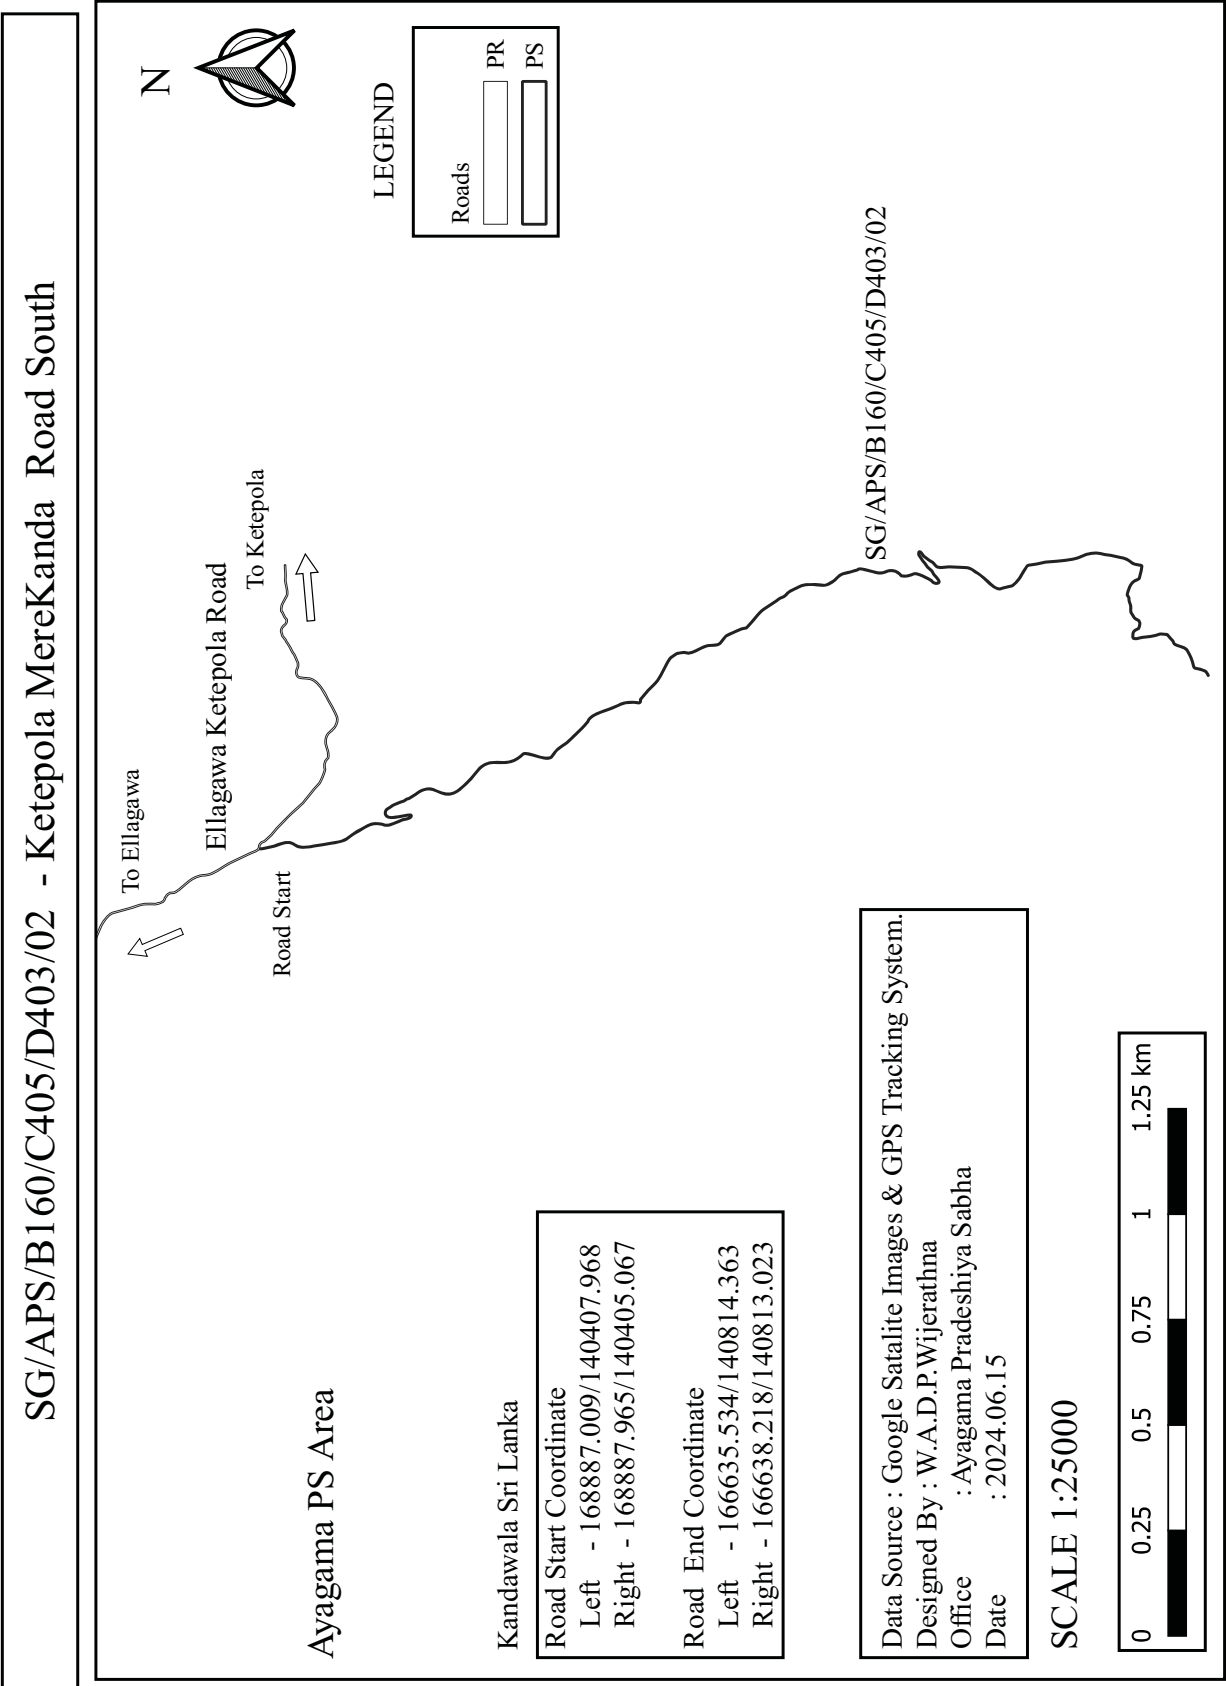 SG/APS/B160/C405/D403/02 - Ketepola MereKanda Road South
N
LEGEND
Roads
PR
PS
To Ellagawa
Ellagawa Ketepola Road
To Ketepola
Road Start
SG/APS/B160/C405/D403/02
Ayagama PS Area
Kandawala Sri Lanka
Road Start Coordinate
Left - 168887.009/140407.968
Right - 168887.965/140405.067
Road End Coordinate
Left - 166635.534/140814.363
Right - 166638.218/140813.023
Data Source : Google Satalite Images & GPS Tracking System.
Designed By : W.A.D.P.Wijerathna
Office : Ayagama Pradeshiya Sabha
Date : 2024.06.15
SCALE 1:25000
0 0.25 0.5 0.75 1 1.25 km